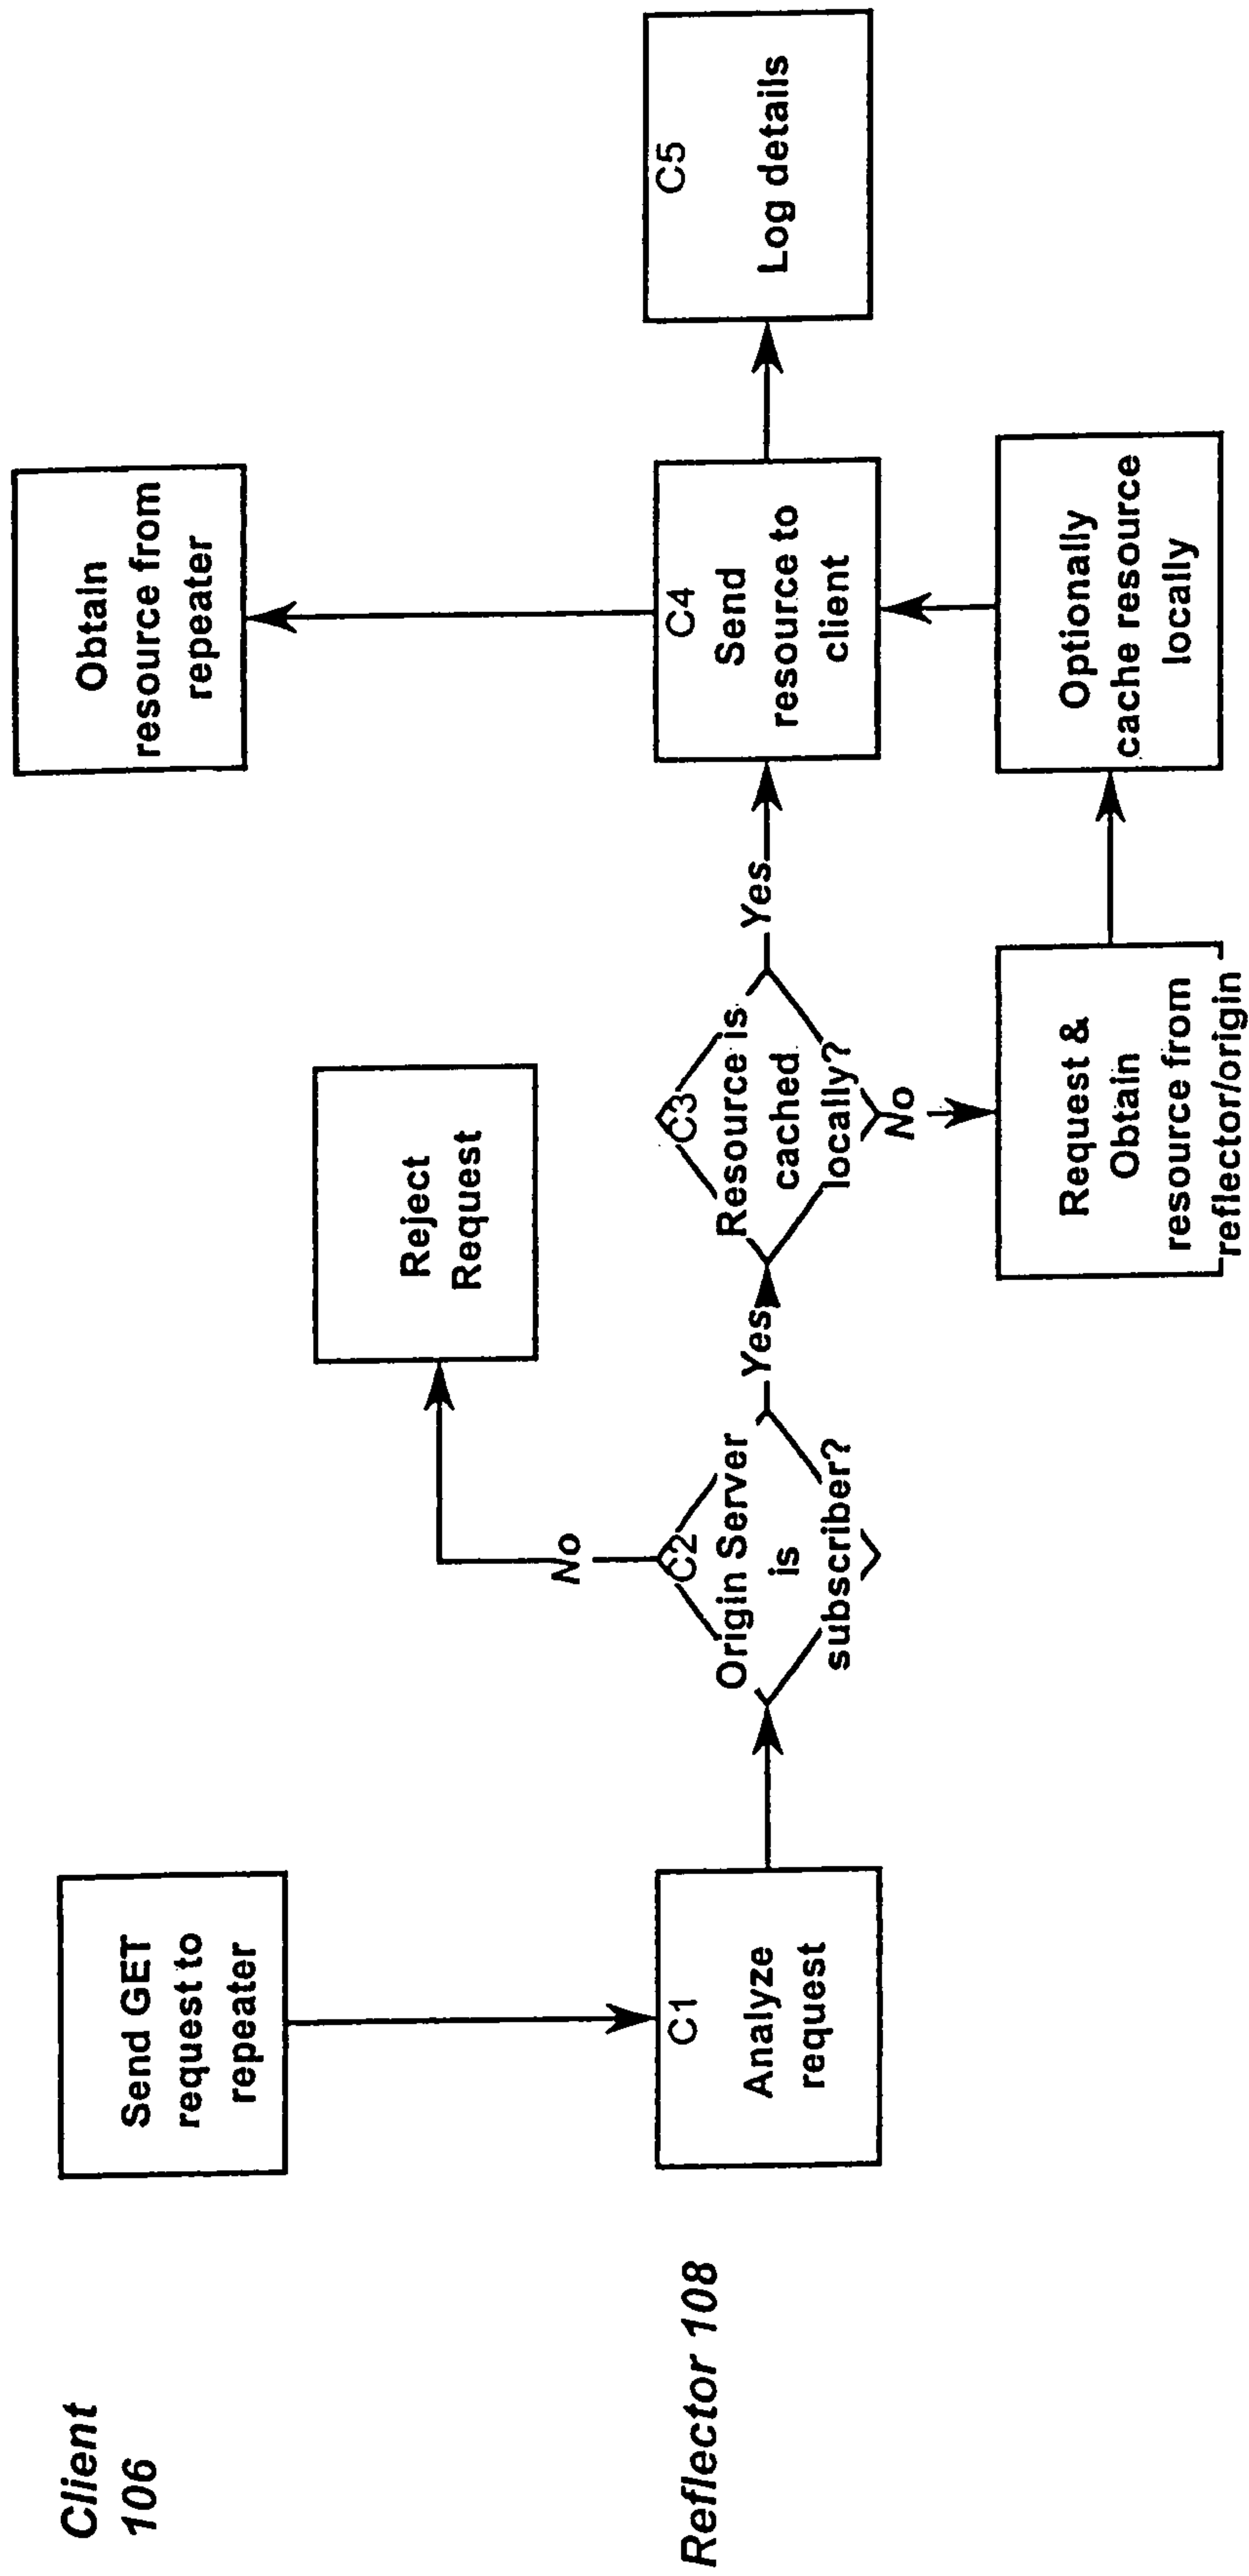 Client
106
Send GET
request to
repeater
Obtain
resource from
repeater
Reject
Request
No
Reflector 108
C1
Analyze
request
C2
Origin Server
is
subscriber?
Yes
C3
Resource is
cached
locally?
Yes
C4
Send
resource to
client
C5
Log details
No
Request &
Obtain
resource from
reflector/origin
Optionally
cache resource
locally